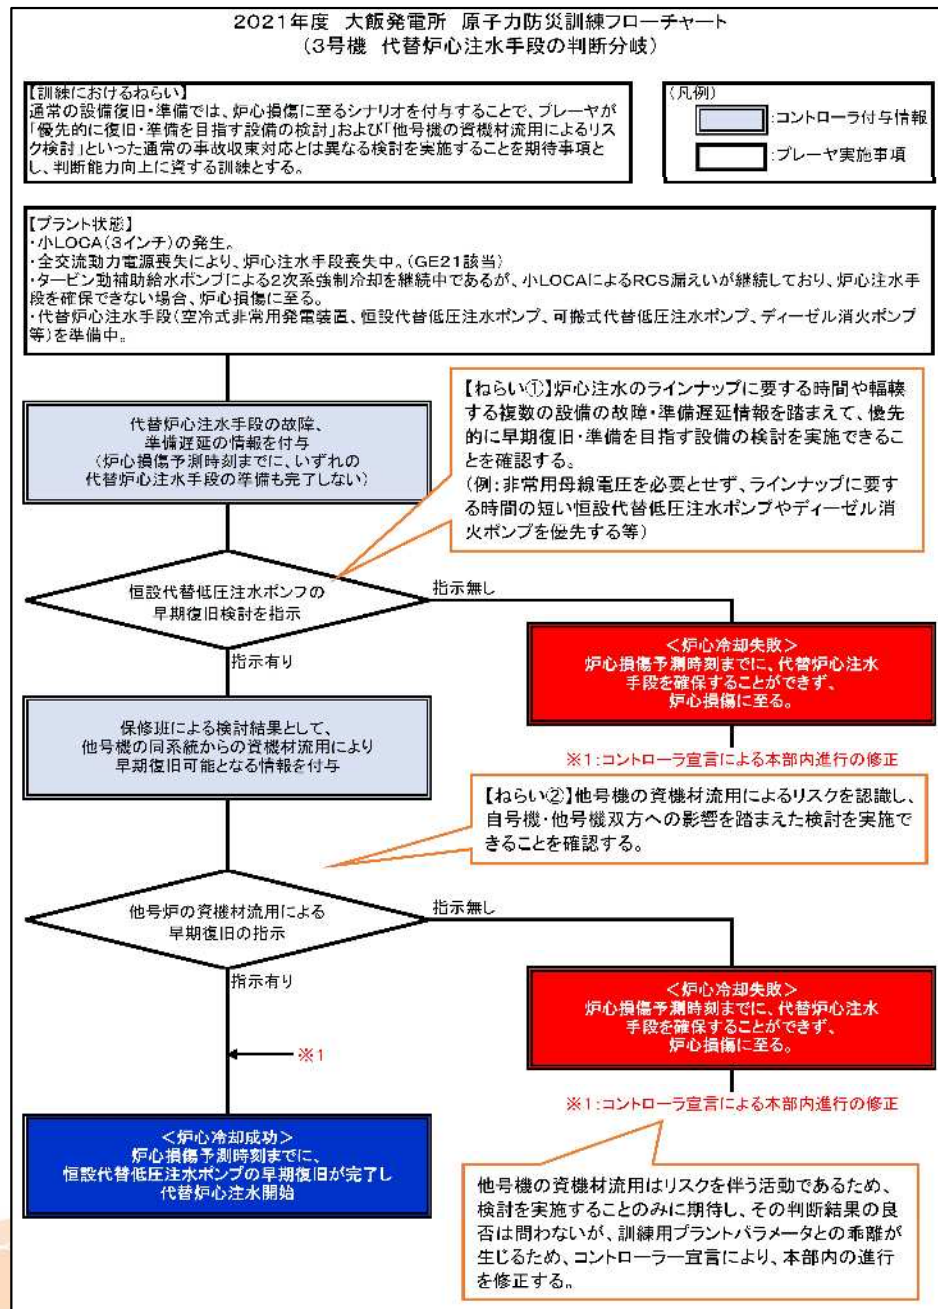 2021年度 大飯発電所 原子力防災訓練フローチャート
(3号機 代替炉心注水手段の判断分岐)
【訓練におけるねらい】
通常の設備復旧・準備では、炉心損傷に至るシナリオを付与することで、プレーヤが
「優先的に復旧・準備を目指す設備の検討」および「他号機の資機材流用によるリス
ク検討」といった通常の事故収束対応とは異なる検討を実施することを期待事項と
し、判断能力向上に資する訓練とする。
(凡例)
:コントローラ付与情報
:プレーヤ実施事項
【プラント状態】
・小LOCA(3インチ)の発生。
・全交流動力電源喪失により、炉心注水手段喪失中。(GE21該当)
・タービン動補助給水ポンプによる2次系強制冷却を継続中であるが、小LOCAによるRCS漏えいが継続しており、炉心注水手
段を確保できない場合、炉心損傷に至る。
・代替炉心注水手段(空冷式非常用発電装置、恒設代替低圧注水ポンプ、可搬式代替低圧注水ポンプ、ディーゼル消火ポンプ
等)を準備中。
代替炉心注水手段の故障、
準備遅延の情報を付与
(炉心損傷予測時刻までに、いずれの
代替炉心注水手段の準備も完了しない)
【ねらい①】炉心注水のラインナップに要する時間や輻輳
する複数の設備の故障・準備遅延情報を踏まえて、優先
的に早期復旧・準備を目指す設備の検討を実施できるこ
とを確認する。
(例:非常用母線電圧を必要とせず、ラインナップに要す
る時間の短い恒設代替低圧注水ポンプやディーゼル消
火ポンプを優先する等)
恒設代替低圧注水ポンプの
早期復旧検討を指示
指示無し
指示有り
<炉心冷却失敗>
炉心損傷予測時刻までに、代替炉心注水
手段を確保することができず、
炉心損傷に至る。
※1:コントローラ宣言による本部内進行の修正
保修班による検討結果として、
他号機の同系統からの資機材流用により
早期復旧可能となる情報を付与
【ねらい②】他号機の資機材流用によるリスクを認識し、
自号機・他号機双方への影響を踏まえた検討を実施で
きることを確認する。
他号炉の資機材流用による
早期復旧の指示
指示無し
指示有り
<炉心冷却失敗>
炉心損傷予測時刻までに、代替炉心注水
手段を確保することができず、
炉心損傷に至る。
※1
※1:コントローラ宣言による本部内進行の修正
<炉心冷却成功>
炉心損傷予測時刻までに、
恒設代替低圧注水ポンプの早期復旧が完了し
代替炉心注水開始
他号機の資機材流用はリスクを伴う活動であるため、
検討を実施することのみに期待し、その判断結果の良
否は問わないが、訓練用プラントパラメータとの乖離が
生じるため、コントローラー宣言により、本部内の進行
を修正する。